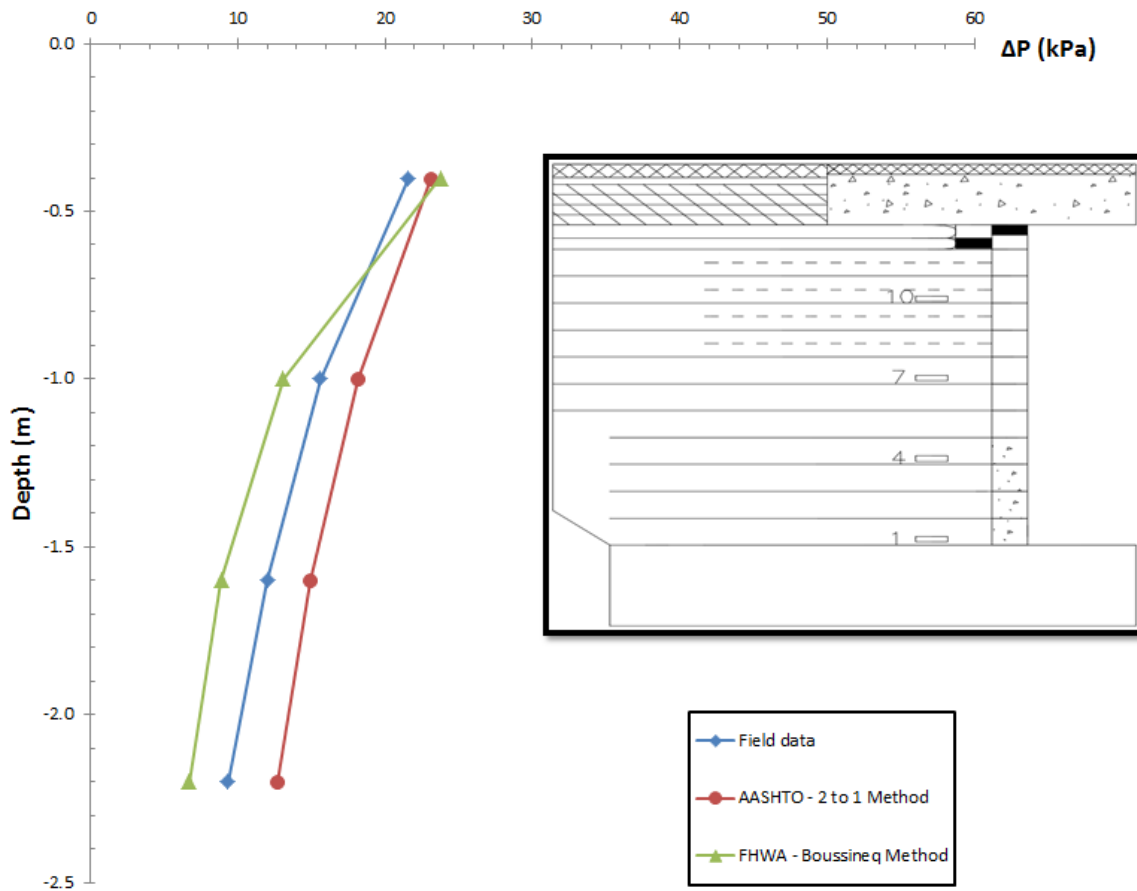 0 10 20 30 40 50 60
ΔP (kPa)
0.0
-0.5
-1.0
-1.5
-2.0
-2.5
Depth (m)
10
7
4
1
Field data
AASHTO - 2 to 1 Method
FHWA - Boussineq Method